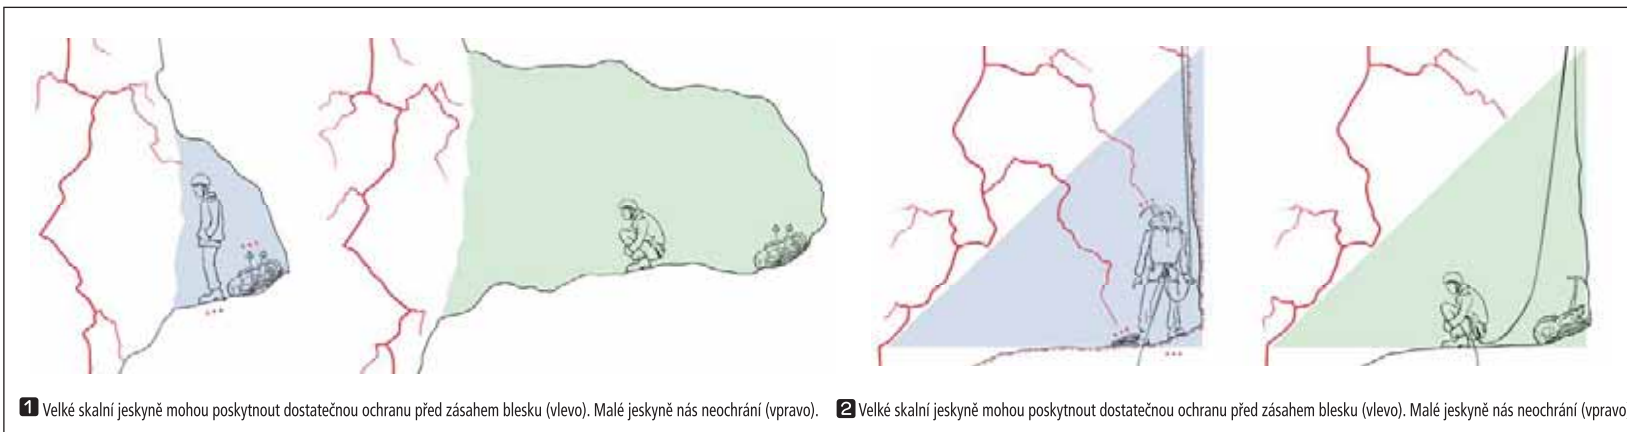 1 Velké skalní jeskyně mohou poskytnout dostatečnou ochranu před zásahem blesku (vlevo). Malé jeskyně nás neochrání (vpravo).
2 Velké skalní jeskyně mohou poskytnout dostatečnou ochranu před zásahem blesku (vlevo). Malé jeskyně nás neochrání (vpravo